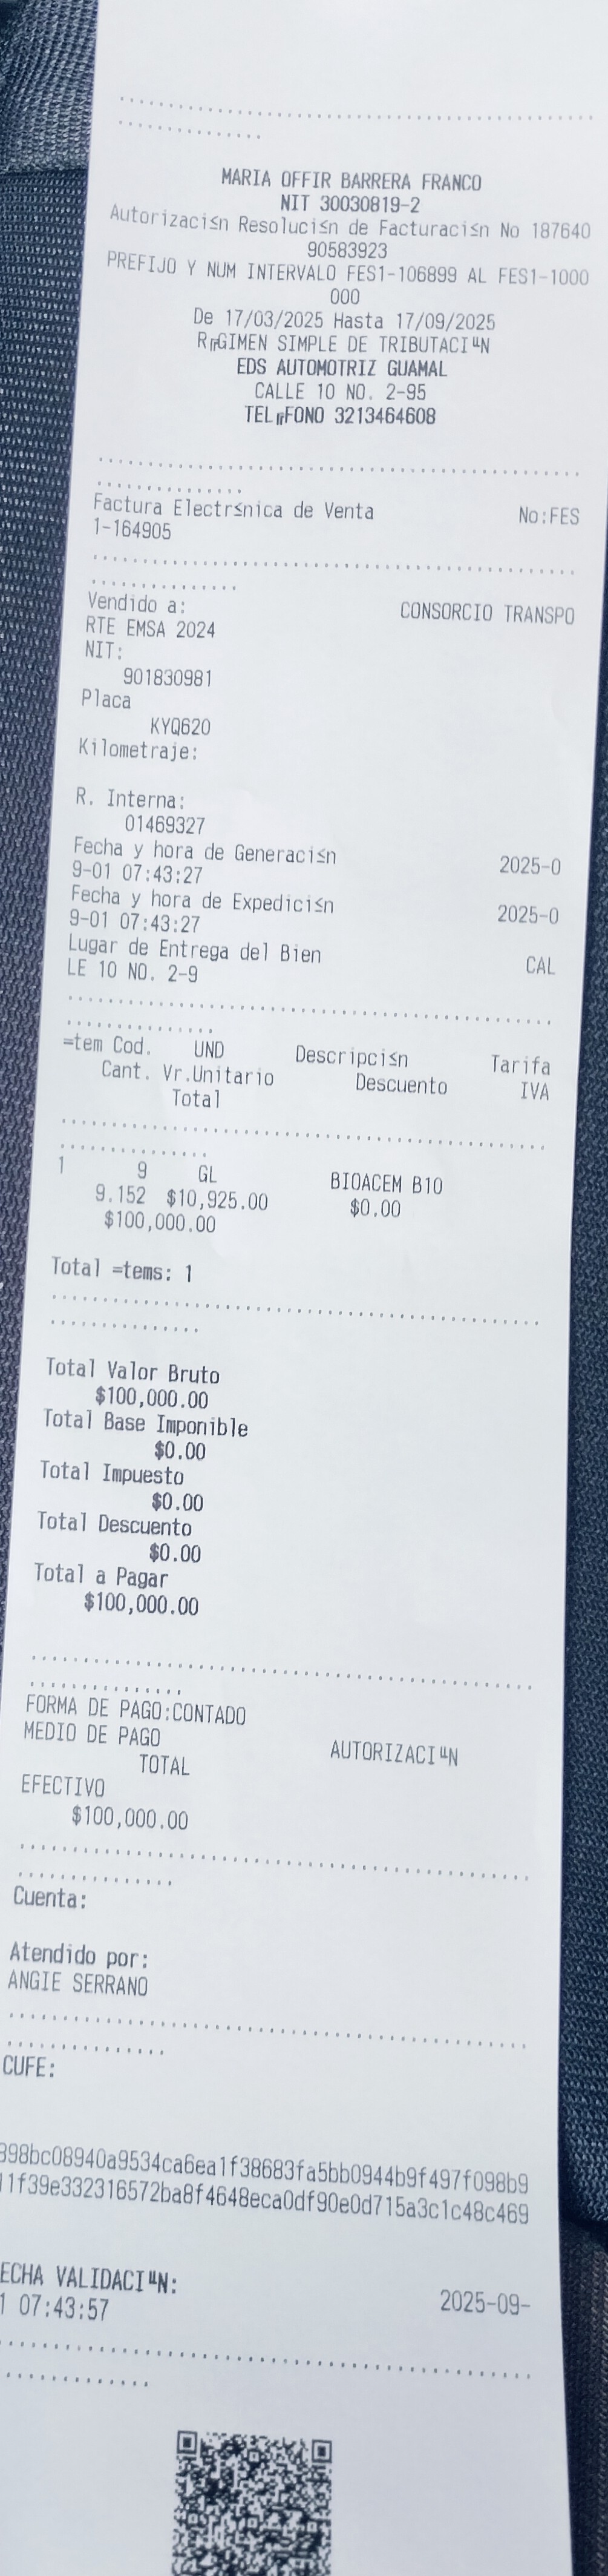 MARIA OFFIR BARRERA FRANCO
NIT 30030819-2
Autorizaci≤n Resoluci≤n de Facturaci≤n No 187640
90583923
PREFIJO Y NUM INTERVALO FES1-106899 AL FES1-1000
000
De 17/03/2025 Hasta 17/09/2025
R╔GIMEN SIMPLE DE TRIBUTACI╙N
EDS AUTOMOTRIZ GUAMAL
CALLE 10 NO. 2-95
TEL╔FONO 3213464608
Factura Electr≤nica de Venta No:FES
1-164905
Vendido a: CONSORCIO TRANSPO
RTE EMSA 2024
NIT:
901830981
Placa
KYQ620
Kilometraje:
R. Interna:
01469327
Fecha y hora de Generaci≤n 2025-0
9-01 07:43:27
Fecha y hora de Expedici≤n 2025-0
9-01 07:43:27
Lugar de Entrega del Bien CAL
LE 10 NO. 2-9
=tem Cod. UND Descripci≤n Tarifa
Cant. Vr.Unitario Descuento IVA
Total
1 9 GL BIOACEM B10
9.152 $10,925.00 $0.00
$100,000.00
Total =tems: 1
Total Valor Bruto
$100,000.00
Total Base Imponible
$0.00
Total Impuesto
$0.00
Total Descuento
$0.00
Total a Pagar
$100,000.00
FORMA DE PAGO:CONTADO
MEDIO DE PAGO AUTORIZACI╙N
TOTAL
EFECTIVO
$100,000.00
Cuenta:
Atendido por:
ANGIE SERRANO
CUFE:
898bc08940a9534ca6ea1f38683fa5bb0944b9f497f098b9
11f39e332316572ba8f4648eca0df90e0d715a3c1c48c469
ECHA VALIDACI╙N: 2025-09-
1 07:43:57